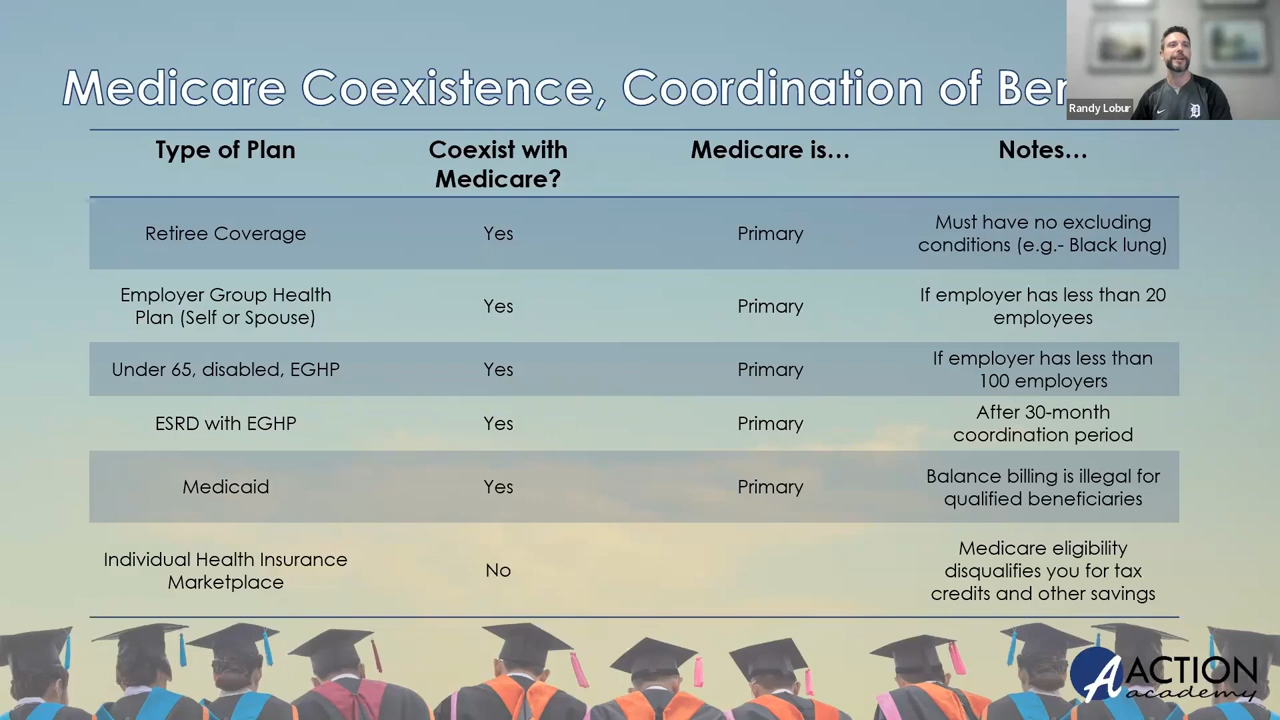 Medicare Coexistence, Coordination of Ber
Randy Lobur
Type of Plan
Coexist with
Medicare?
Medicare is…
Notes…
Retiree Coverage
Yes
Primary
Must have no excluding
conditions (e.g.- Black lung)
Employer Group Health
Plan (Self or Spouse)
Yes
Primary
If employer has less than 20
employees
Under 65, disabled, EGHP
Yes
Primary
If employer has less than
100 employers
ESRD with EGHP
Yes
Primary
After 30-month
coordination period
Medicaid
Yes
Primary
Balance billing is illegal for
qualified beneficiaries
Individual Health Insurance
Marketplace
No
Medicare eligibility
disqualifies you for tax
credits and other savings
A ACTION
academy